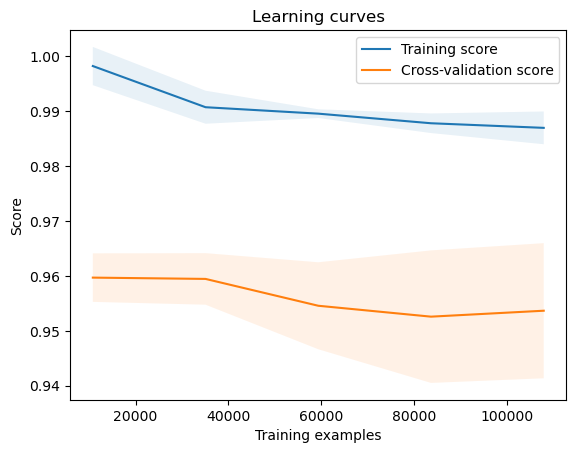 Learning curves
Training score
Cross-validation score
1.00
0.99
0.98
0.97
0.96
0.95
0.94
Score
20000 40000 60000 80000 100000
Training examples